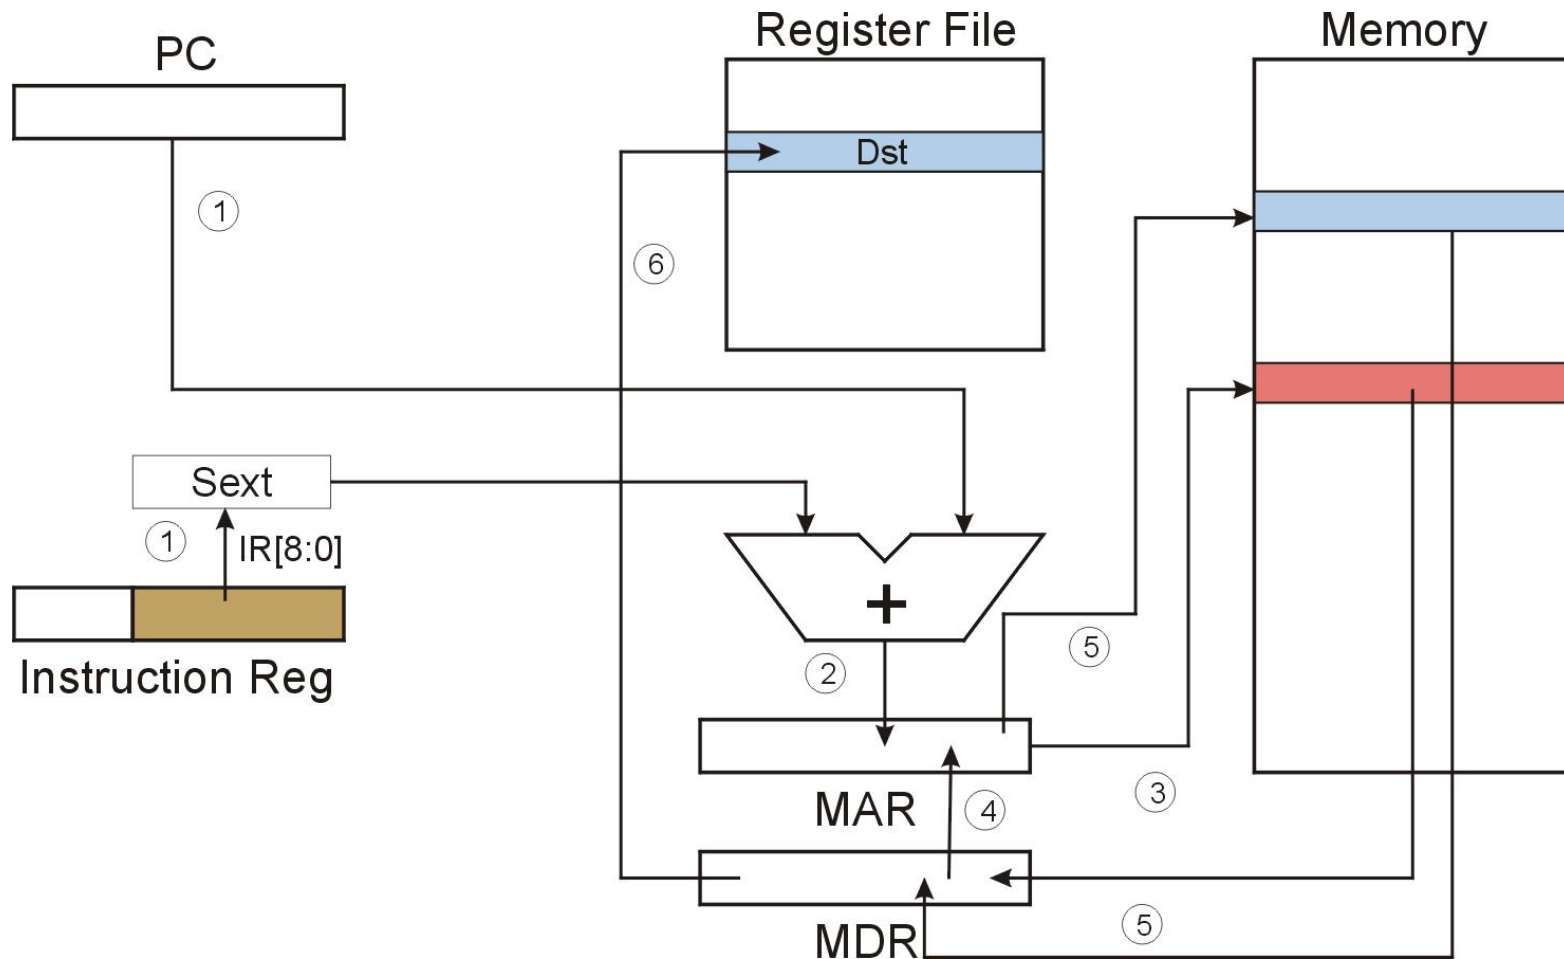 PC
Register File
Memory
Dst
1
6
Sext
1
IR[8:0]
+
Instruction Reg
2
5
MAR
4
3
MDR
5